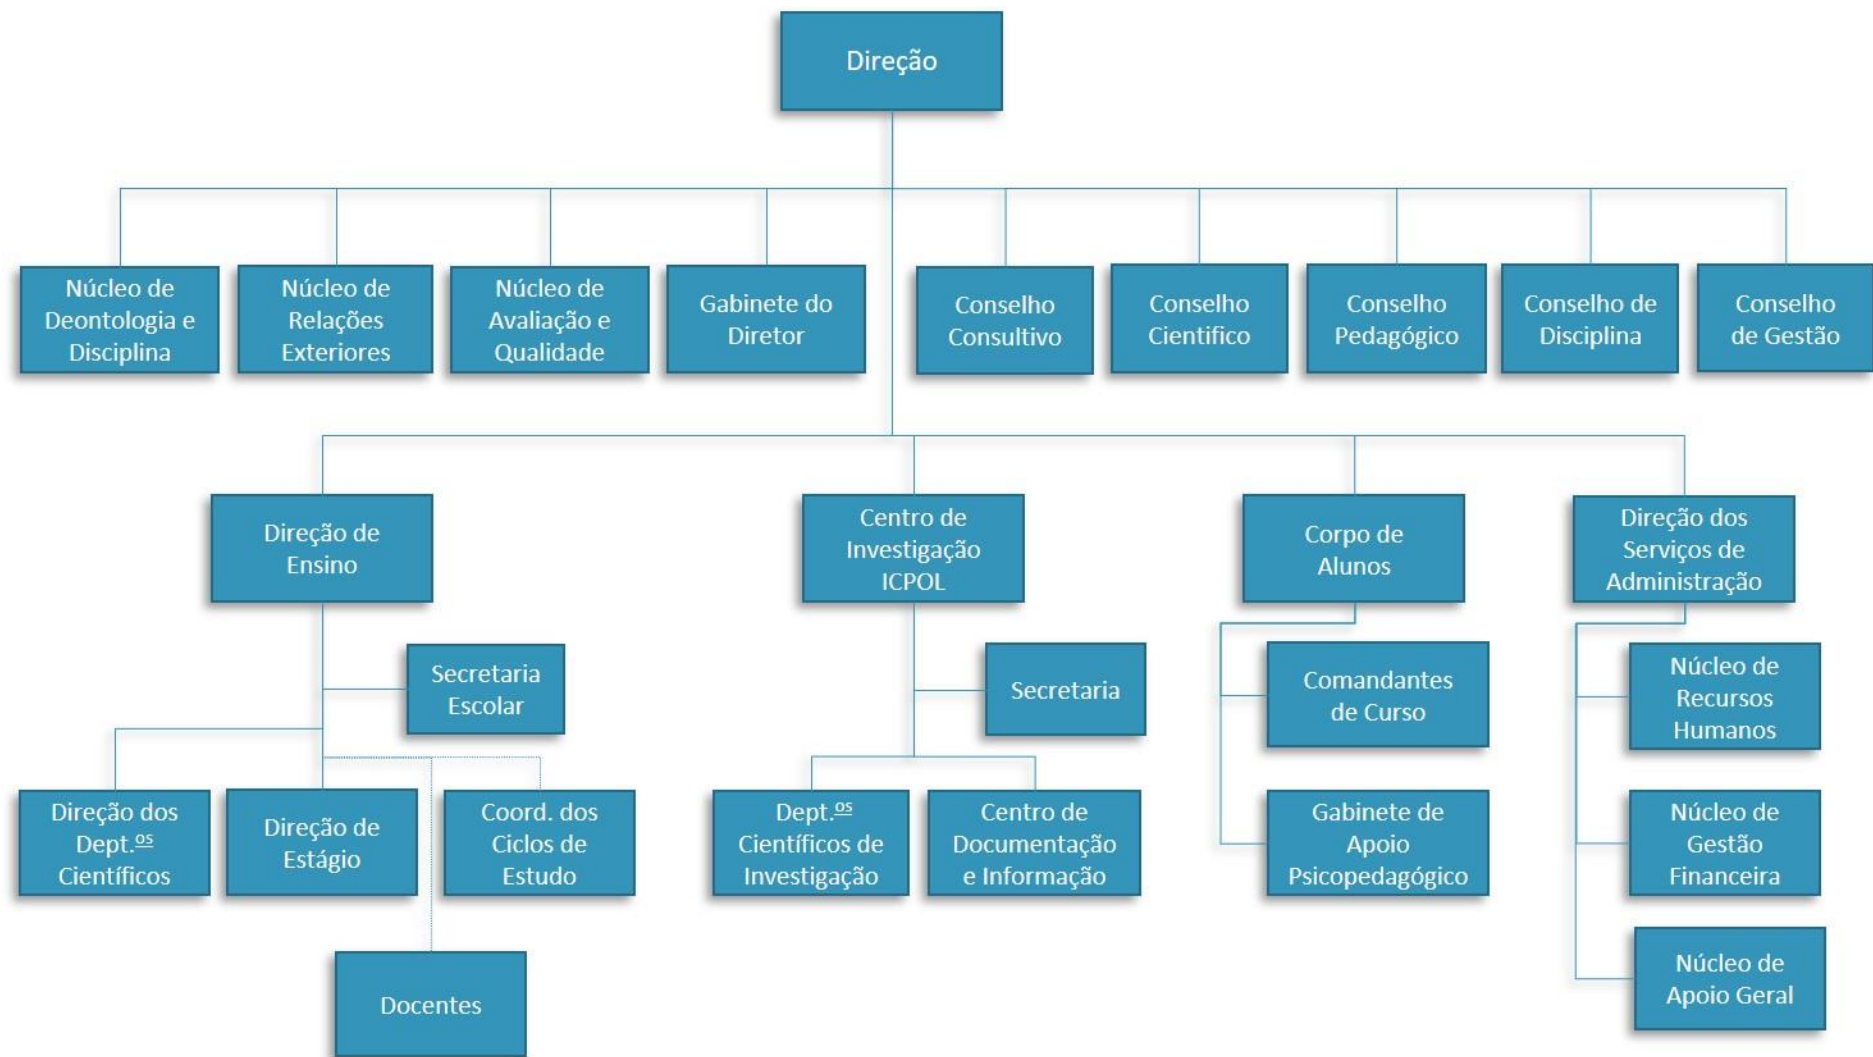 Direção
Núcleo de
Deontologia e
Disciplina
Núcleo de
Relações
Exteriores
Núcleo de
Avaliação e
Qualidade
Gabinete do
Diretor
Conselho
Consultivo
Conselho
Cientifico
Conselho
Pedagógico
Conselho de
Disciplina
Conselho
de Gestão
Direção de
Ensino
Centro de
Investigação
ICPOL
Corpo de
Alunos
Direção dos
Serviços de
Administração
Secretaria
Escolar
Secretaria
Comandantes
de Curso
Núcleo de
Recursos
Humanos
Direção dos
Dept.os
Científicos
Direção de
Estágio
Coord. dos
Ciclos de
Estudo
Dept.os
Científicos de
Investigação
Centro de
Documentação
e Informação
Gabinete de
Apoio
Psicopedagógico
Núcleo de
Gestão
Financeira
Docentes
Núcleo de
Apoio Geral